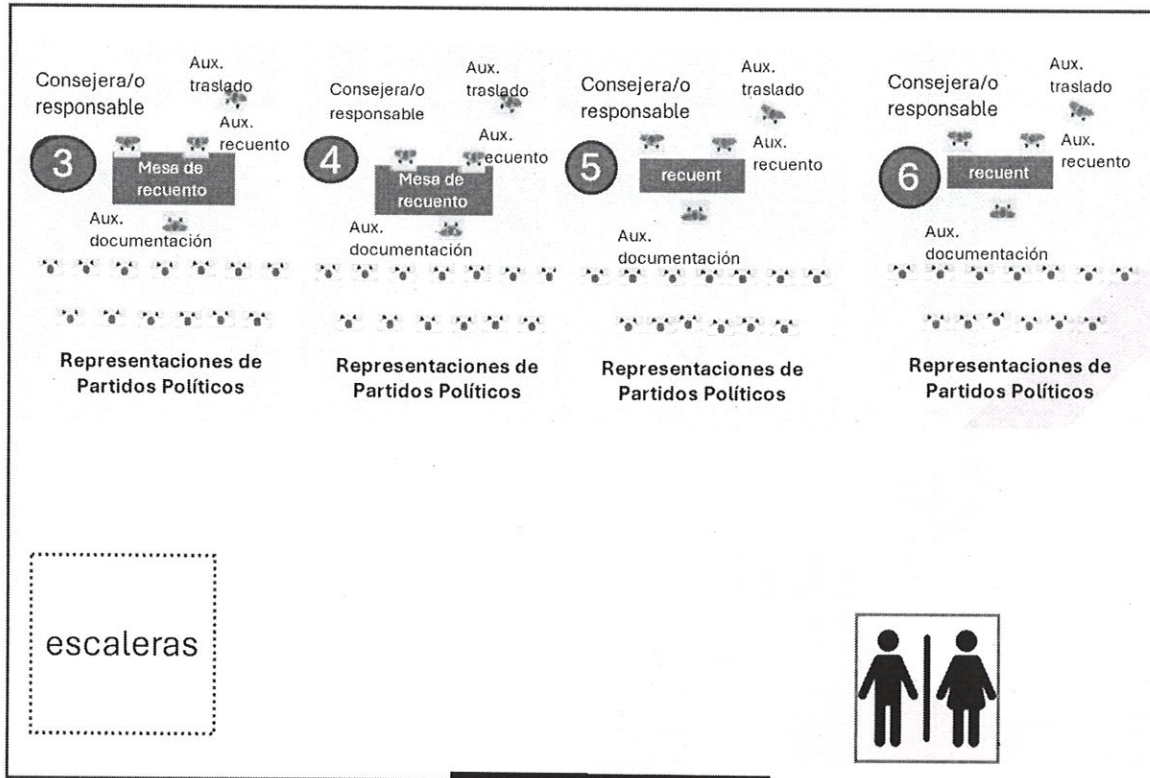 Consejera/o
responsable
Aux.
traslado
Aux.
recuento
3
Mesa de
recuento
Aux.
documentación
Representaciones de
Partidos Políticos
Consejera/o
responsable
Aux.
traslado
Aux.
ecuento
4
Mesa de
recuento
Aux.
documentación
Representaciones de
Partidos Políticos
Consejera/o
responsable
Aux.
traslado
Aux.
recuento
5
recuent
Aux.
documentación
Representaciones de
Partidos Políticos
Consejera/o
responsable
Aux.
traslado
Aux.
recuento
6
recuent
Aux.
documentación
Representaciones de
Partidos Políticos
escaleras